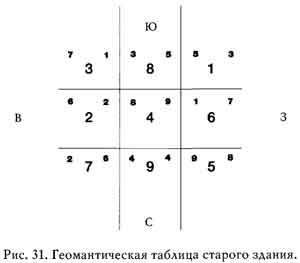 Ю
7 1 3 5 5 3
3 8 1
6 2 8 9 1 7
В 2 4 6 З
2 6 4 4 9 8
7 9 5
С
Рис. 31. Геомантическая таблица старого здания.